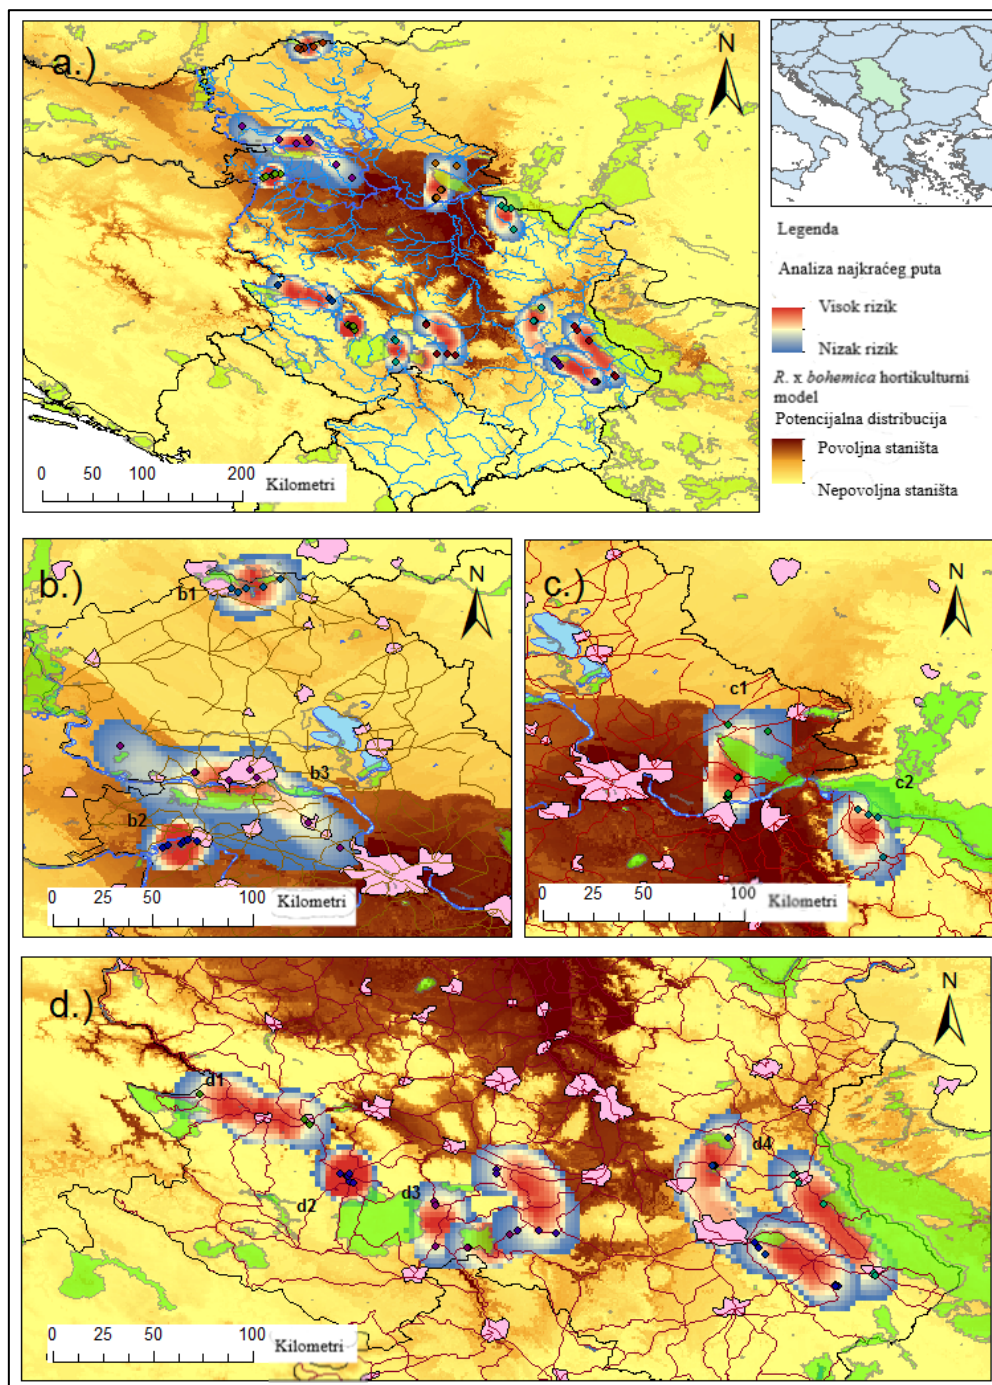 a.)
N
0 50 100 200
Kilometri
Legenda
Analiza najkraćeg puta
Visok rizik
Nizak rizik
R. x bohemica hortikulturni
model
Potencijalna distribucija
Povoljna staništa
Nepovoljna staništa
b.)
N
b1
b2
b3
0 25 50 100
Kilometri
c.)
N
c1
c2
0 25 50 100
Kilometri
d.)
N
d1
d2
d3
d4
0 25 50 100
Kilometri